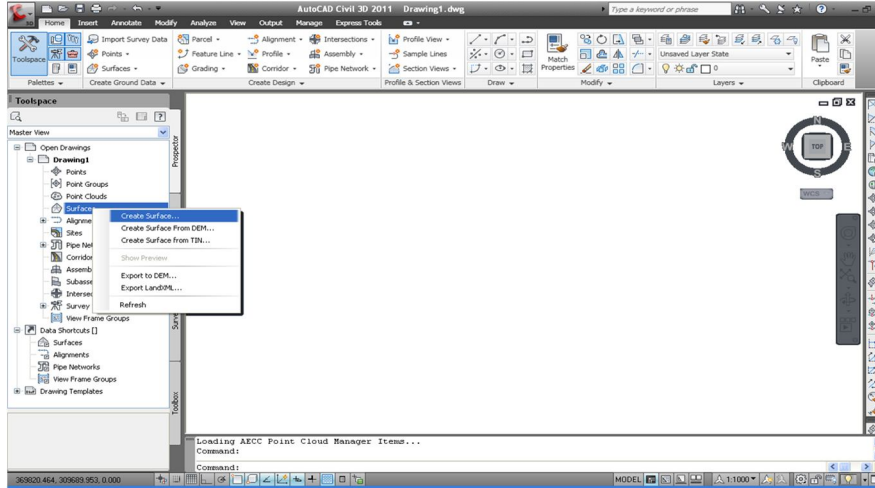 AutoCAD Civil 3D 2011 Drawing1.dwg
Type a keyword or phrase
Home Insert Annotate Modify Analyze View Output Manage Express Tools
Toolspace
Import Survey Data
Points
Surfaces
Parcel
Feature Line
Grading
Alignment
Profile
Corridor
Intersections
Assembly
Pipe Network
Profile View
Sample Lines
Section Views
Match
Properties
Unsaved Layer State
0
Paste
Palettes
Create Ground Data
Create Design
Profile & Section Views
Draw
Modify
Layers
Clipboard
Toolspace
Master View
Open Drawings
Drawing1
Points
Point Groups
Point Clouds
Surfaces
Alignme
Sites
Pipe Net
Corridor
Assemb
Subasse
Intersec
Survey
View Frame Groups
Data Shortcuts []
Surfaces
Alignments
Pipe Networks
View Frame Groups
Drawing Templates
Prospector
Surve
Toolbox
Create Surface...
Create Surface From DEM...
Create Surface from TIN...
Show Preview
Export to DEM...
Export LandXML...
Refresh
N
W TOP E
S
WCS
Loading AECC Point Cloud Manager Items...
Command:
Command:
369820.464, 309689.953, 0.000
MODEL
1:1000